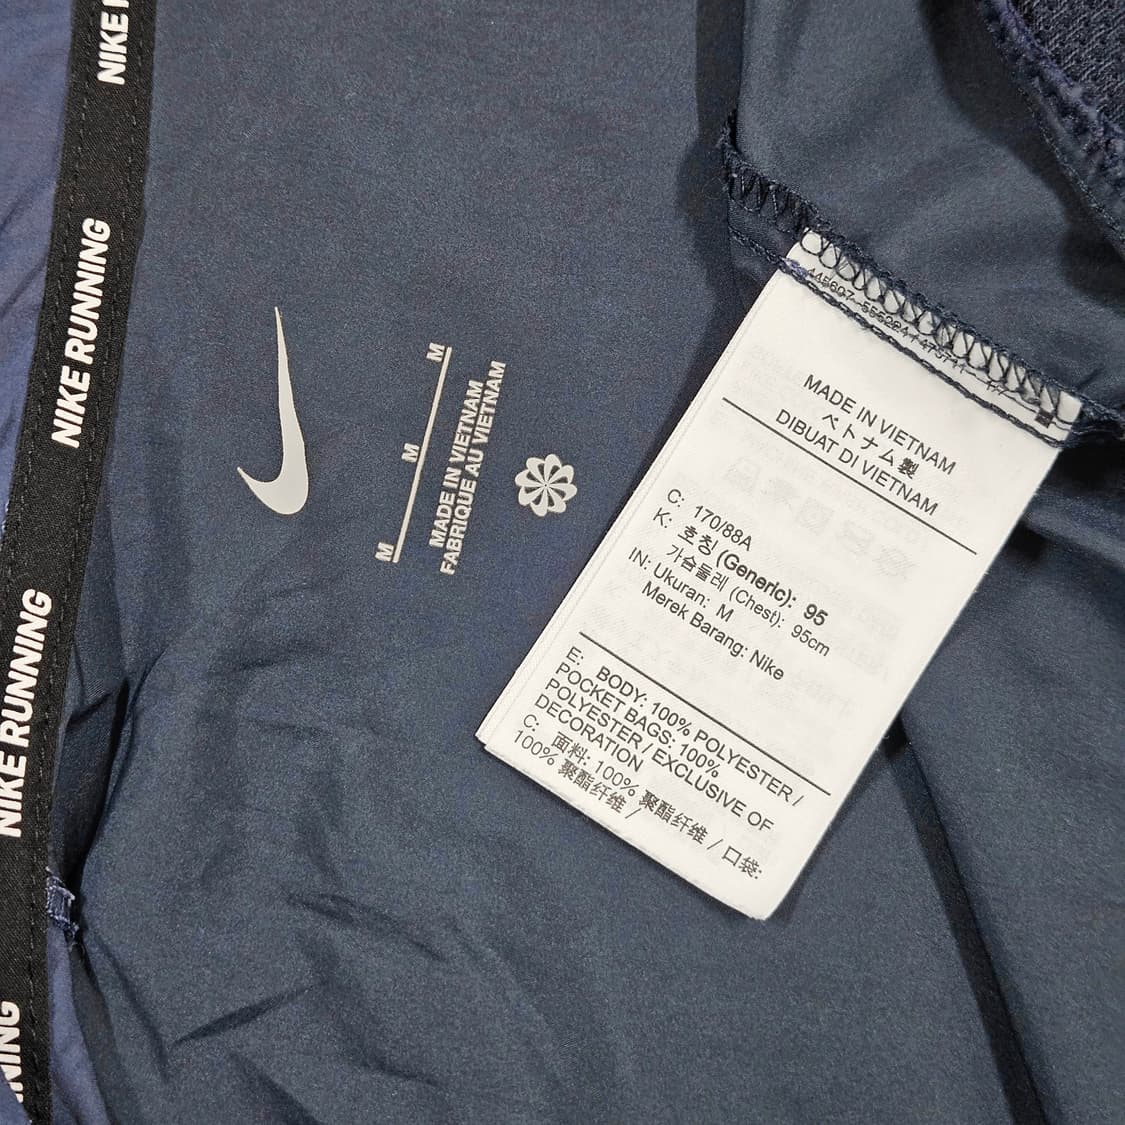 NIKE
NIKE RUNNING
NIKE RUNNING
NING
M
M
M
MADE IN VIETNAM
FABRIQUE AU VIETNAM
MADE IN VIETNAM
ベトナム製
DIBUAT DI VIETNAM
C: 170/88A
K: 호칭 (Generic): 95
가슴둘레 (Chest): 95cm
IN: Ukuran: M
Merek Barang: Nike
E: BODY: 100% POLYESTER /
POCKET BAGS: 100%
POLYESTER / EXCLUSIVE OF
DECORATION
C: 面料: 100% 聚酯纤维 / 口袋:
100% 聚酯纤维 /